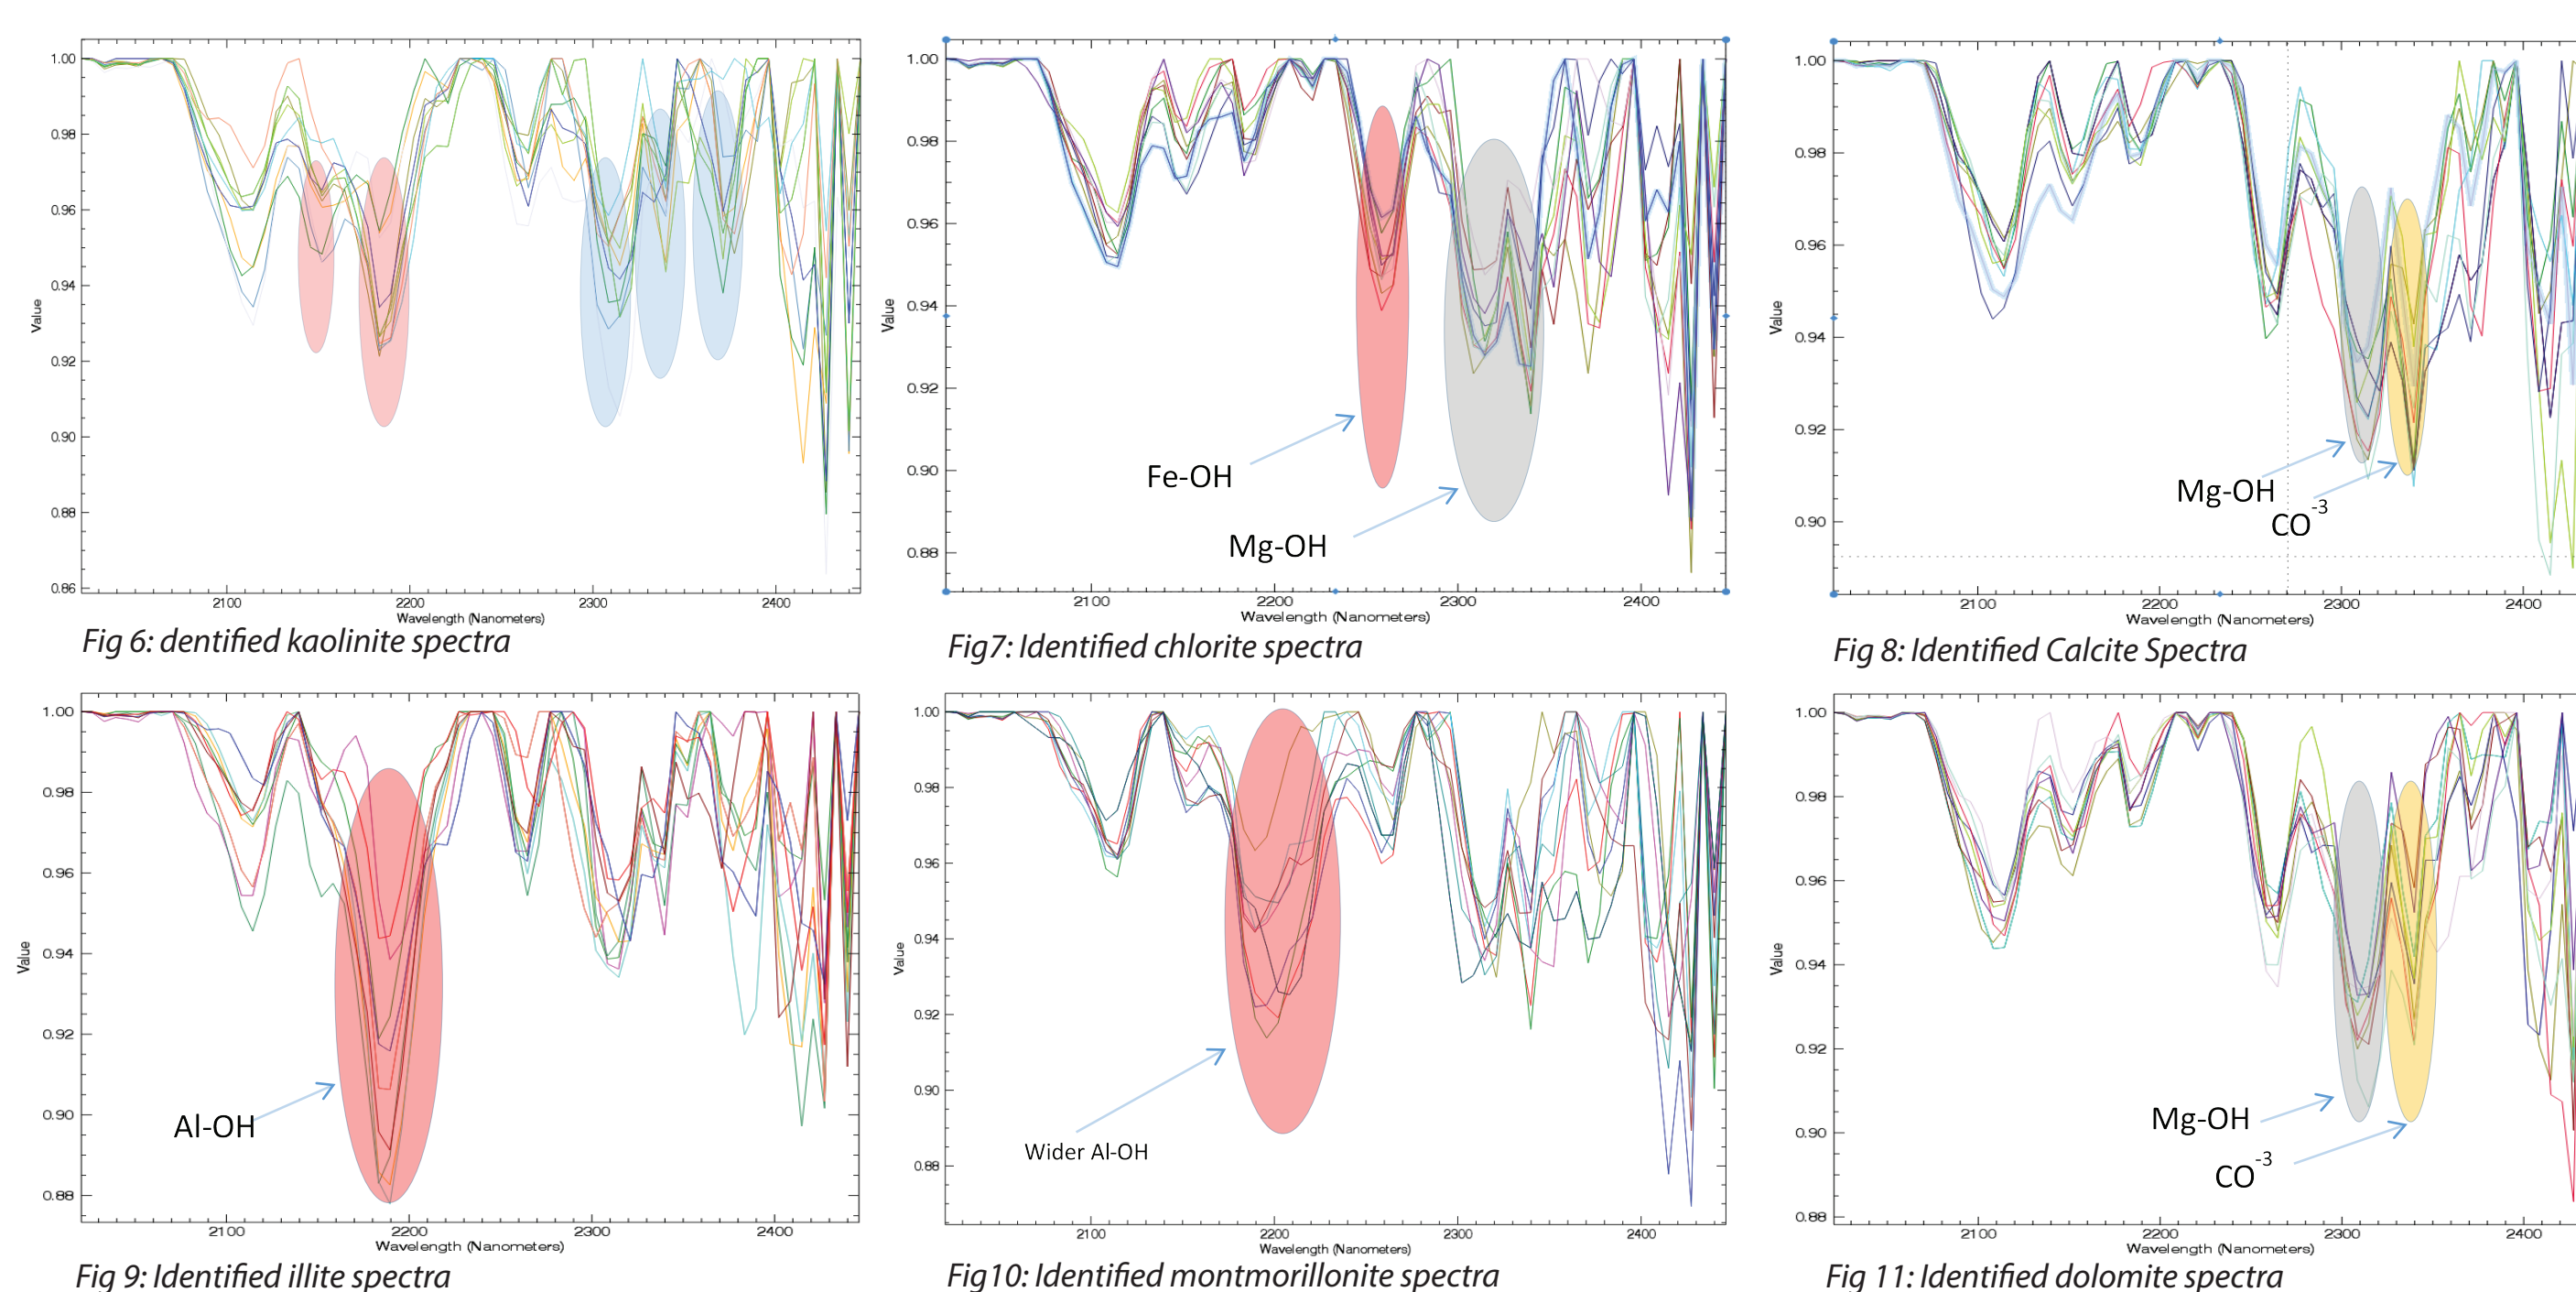 1.00
0.98
0.96
0.94
0.92
0.90
0.88
0.86
Value
2100 2200 2300 2400
Wavelength (Nanometers)
Fig 6: dentified kaolinite spectra
1.00
0.98
0.96
0.94
0.92
0.90
0.88
Value
Fe-OH
Mg-OH
2100 2200 2300 2400
Wavelength (Nanometers)
Fig7: Identified chlorite spectra
1.00
0.98
0.96
0.94
0.92
0.90
Value
Mg-OH
CO-3
2100 2200 2300 2400
Wavelength (Nanometers)
Fig 8: Identified Calcite Spectra
1.00
0.98
0.96
0.94
0.92
0.90
0.88
Value
Al-OH
2100 2200 2300 2400
Wavelength (Nanometers)
Fig 9: Identified illite spectra
1.00
0.98
0.96
0.94
0.92
0.90
0.88
Value
Wider Al-OH
2100 2200 2300 2400
Wavelength (Nanometers)
Fig10: Identified montmorillonite spectra
1.00
0.98
0.96
0.94
0.92
0.90
0.88
Value
Mg-OH
CO-3
2100 2200 2300 2400
Wavelength (Nanometers)
Fig 11: Identified dolomite spectra